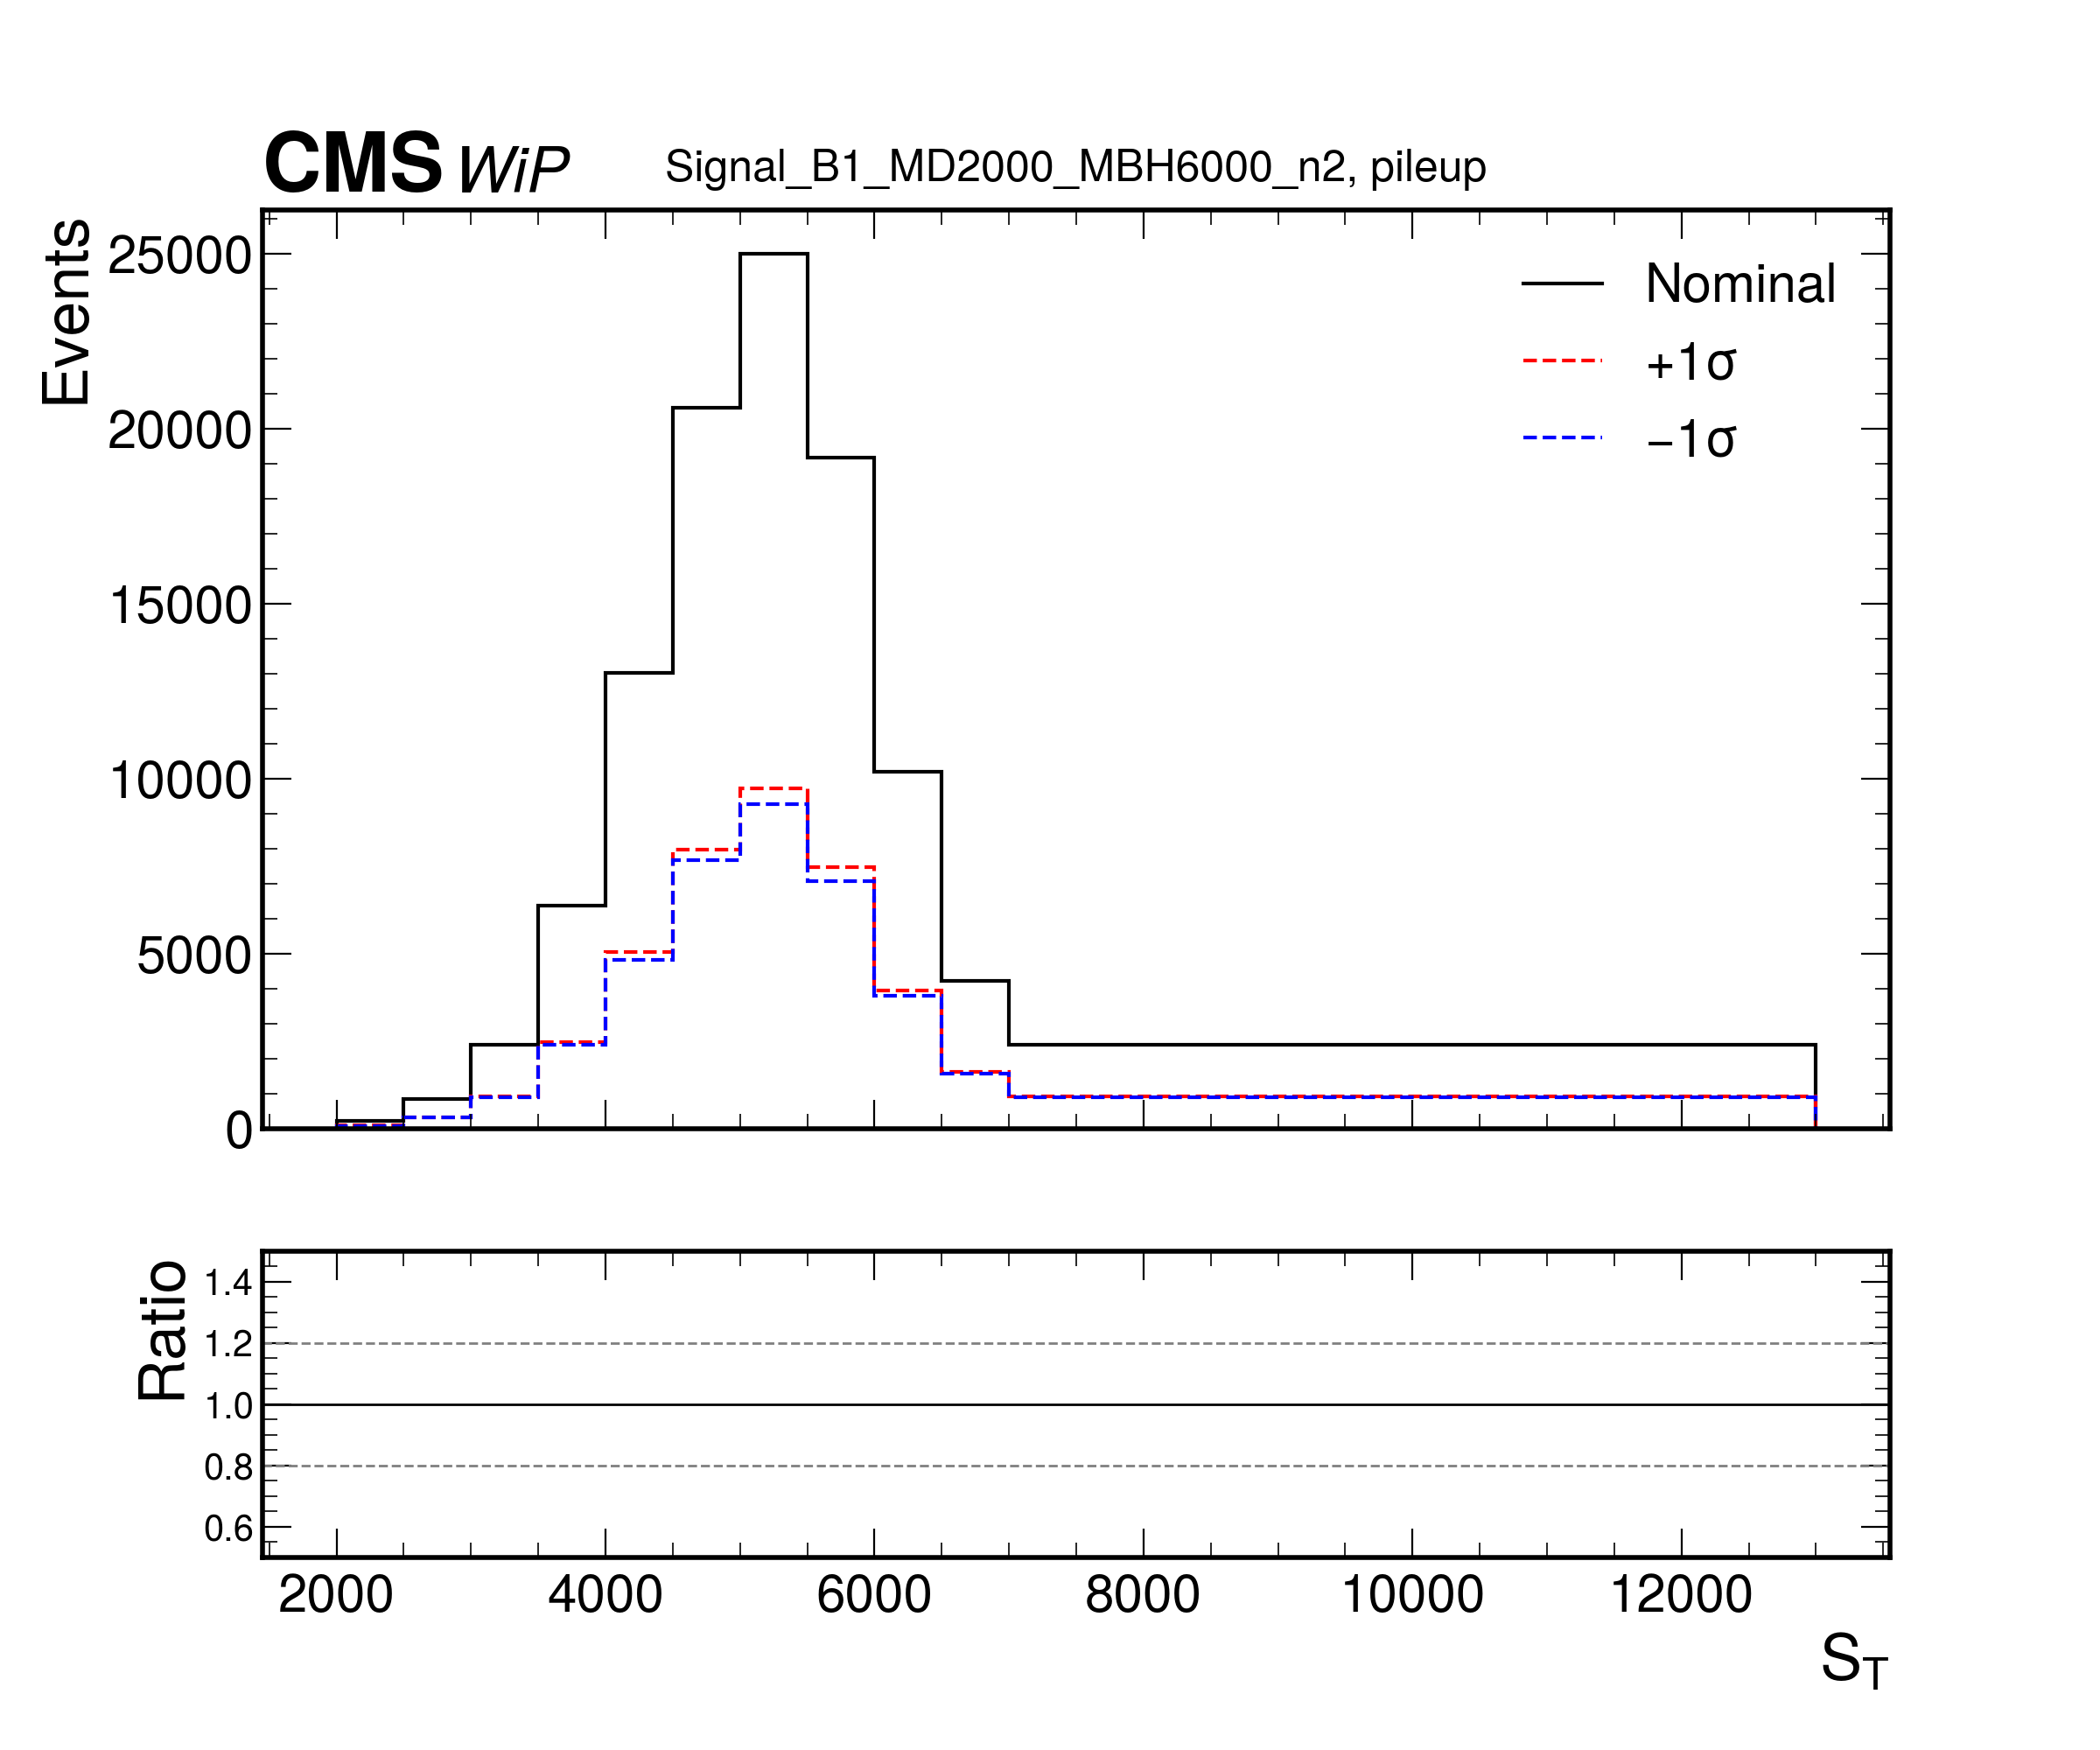 CMS WiP Signal_B1_MD2000_MBH6000_n2, pileup
Events
25000
20000
15000
10000
5000
0
Nominal
+1σ
−1σ
Ratio
1.4
1.2
1.0
0.8
0.6
2000 4000 6000 8000 10000 12000
S_T